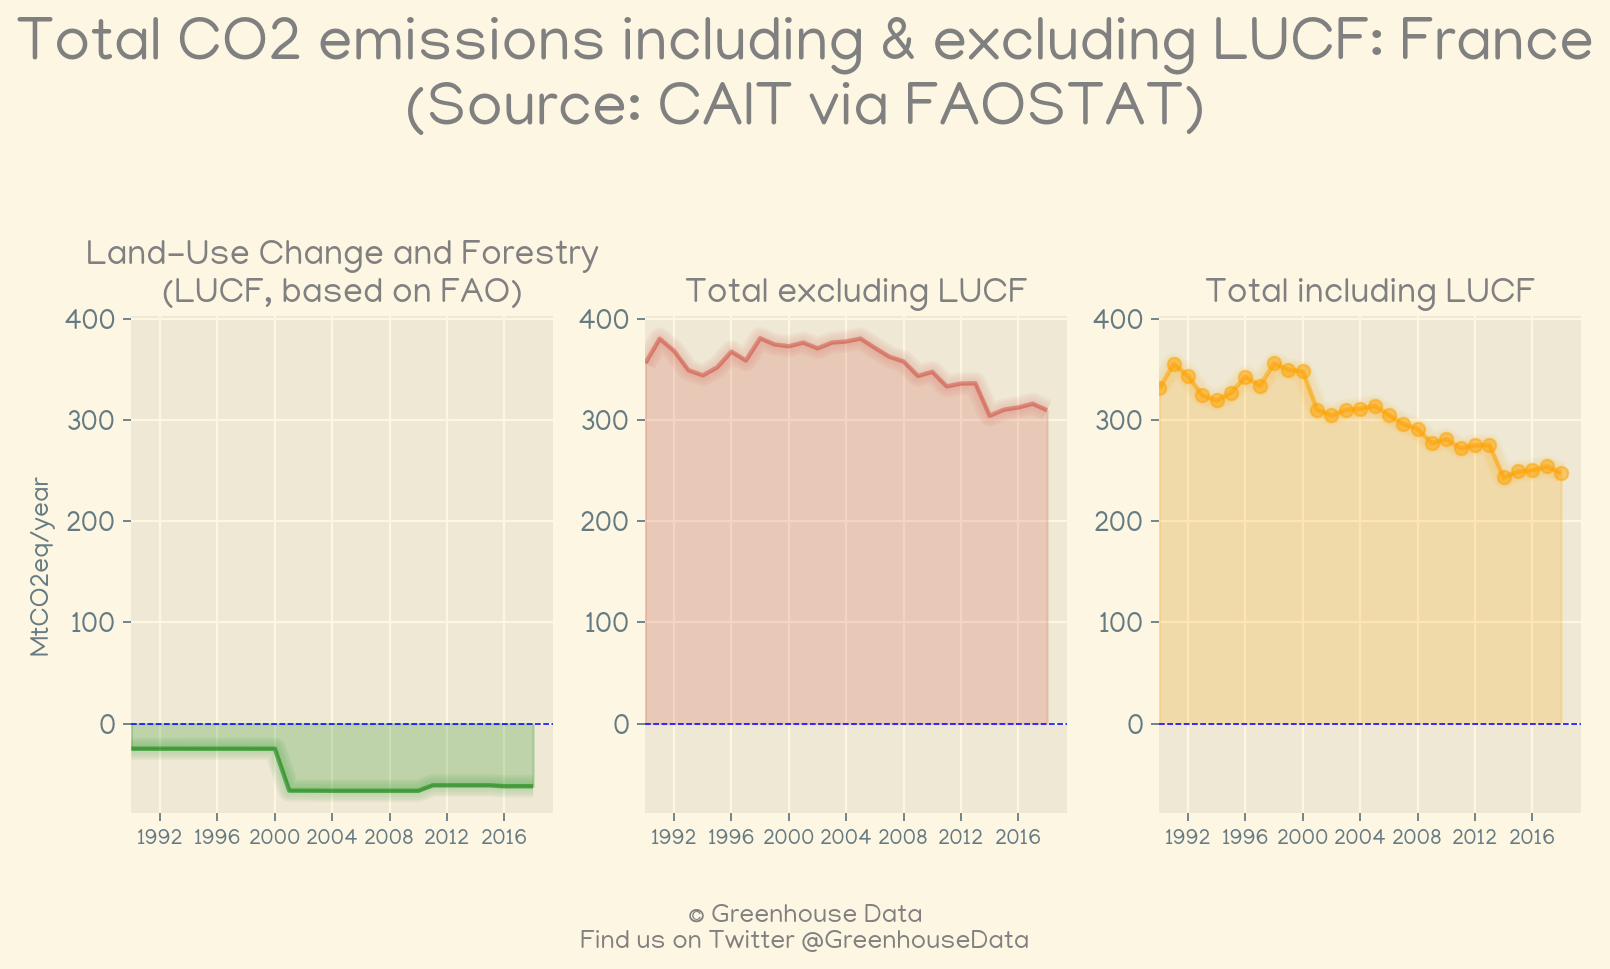 Total CO2 emissions including & excluding LUCF: France
(Source: CAIT via FAOSTAT)
Land-Use Change and Forestry
(LUCF, based on FAO)
Total excluding LUCF
Total including LUCF
MtCO2eq/year
400
300
200
100
0
1992 1996 2000 2004 2008 2012 2016
400
300
200
100
0
1992 1996 2000 2004 2008 2012 2016
400
300
200
100
0
1992 1996 2000 2004 2008 2012 2016
© Greenhouse Data
Find us on Twitter @GreenhouseData